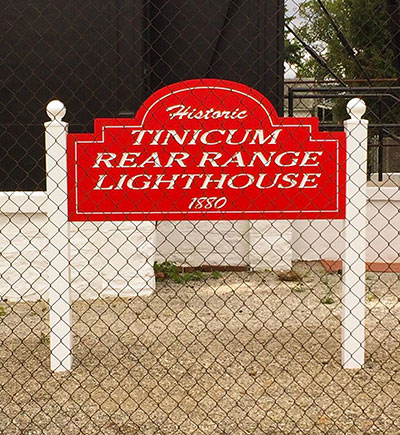 Historic
TINICUM
REAR RANGE
LIGHTHOUSE
1880